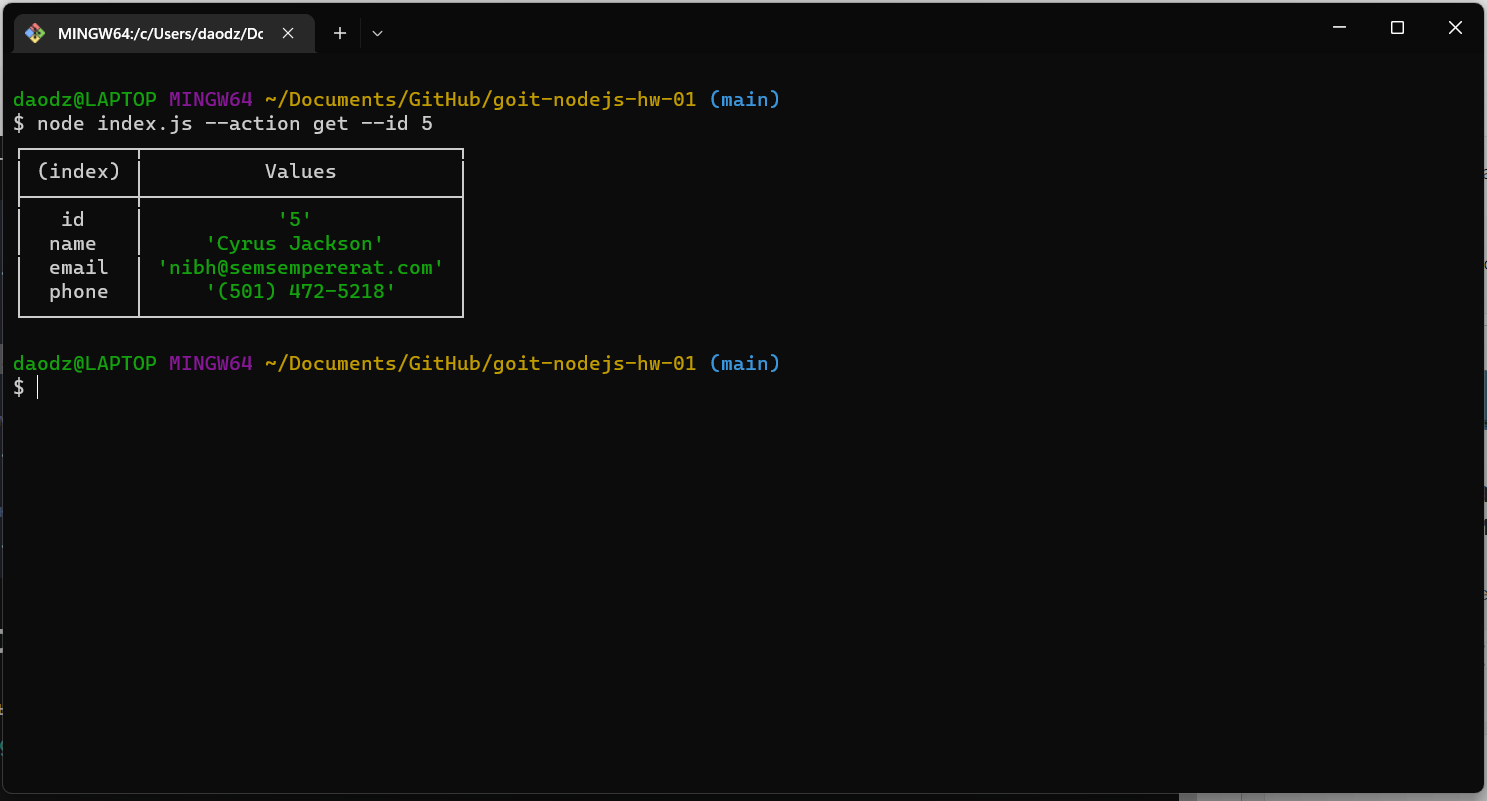 MINGW64:/c/Users/daodz/Dc
daodz@LAPTOP MINGW64 ~/Documents/GitHub/goit-nodejs-hw-01 (main)
$ node index.js --action get --id 5
(index) Values
id '5'
name 'Cyrus Jackson'
email 'nibh@semsempererat.com'
phone '(501) 472-5218'
daodz@LAPTOP MINGW64 ~/Documents/GitHub/goit-nodejs-hw-01 (main)
$